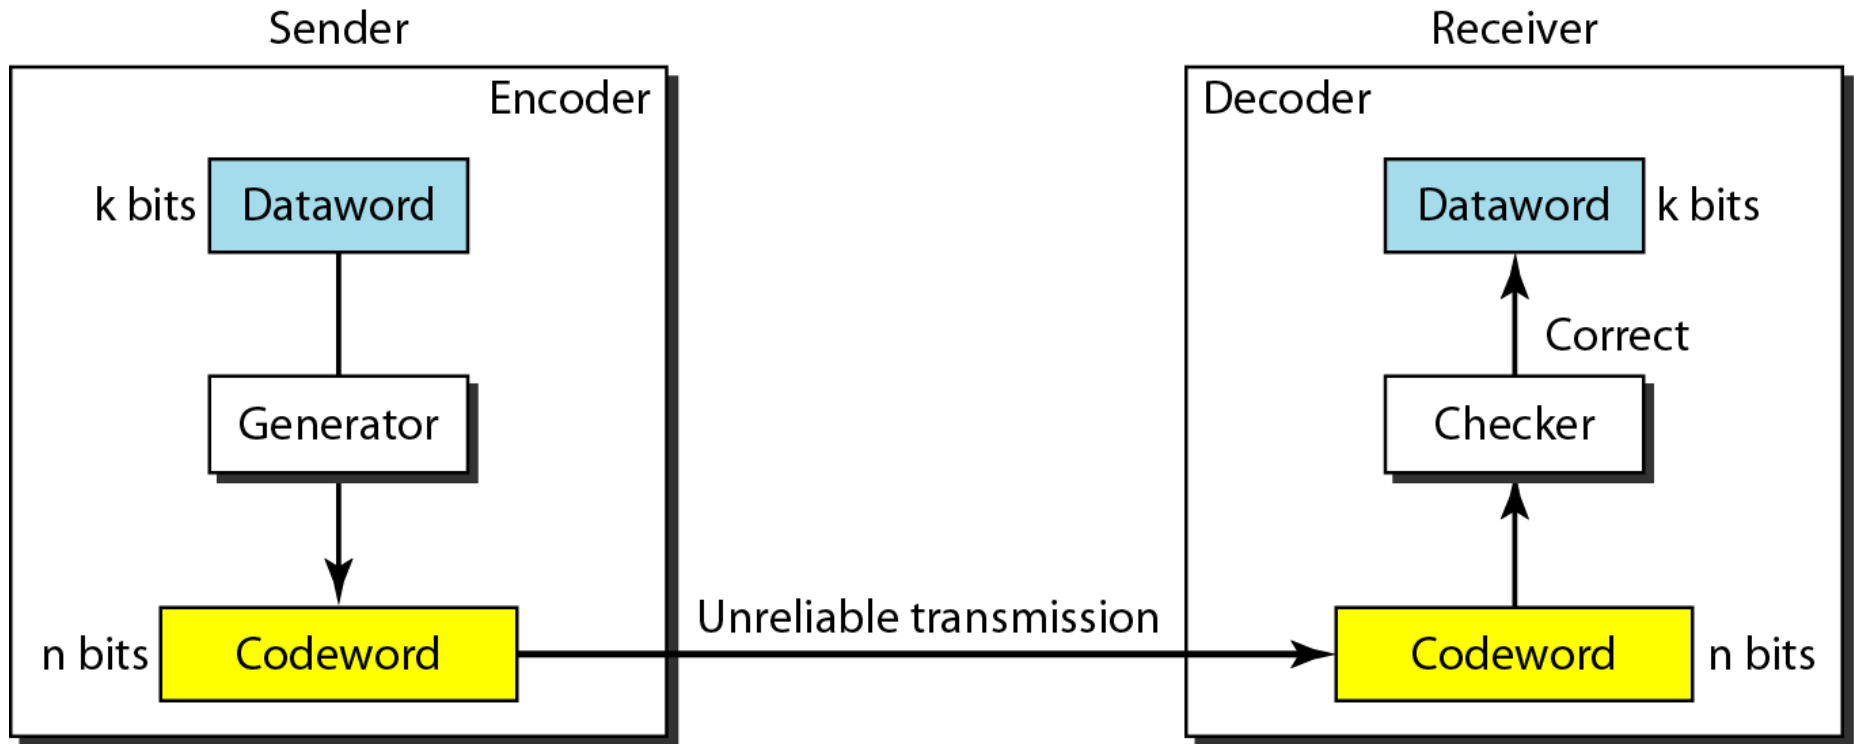 Sender
Encoder
k bits
Dataword
Generator
n bits
Codeword
Unreliable transmission
Receiver
Decoder
Dataword
k bits
Correct
Checker
Codeword
n bits